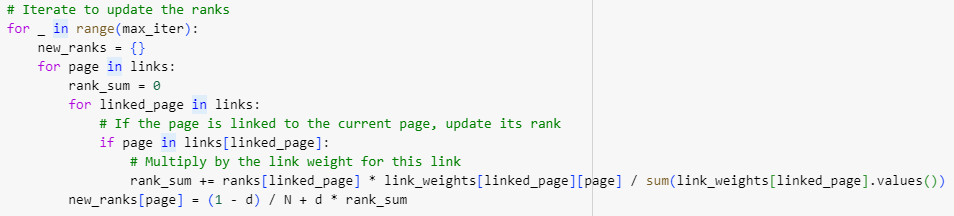 # Iterate to update the ranks
for _ in range(max_iter):
    new_ranks = {}
    for page in links:
        rank_sum = 0
        for linked_page in links:
            # If the page is linked to the current page, update its rank
            if page in links[linked_page]:
                # Multiply by the link weight for this link
                rank_sum += ranks[linked_page] * link_weights[linked_page][page] / sum(link_weights[linked_page].values())
        new_ranks[page] = (1 - d) / N + d * rank_sum